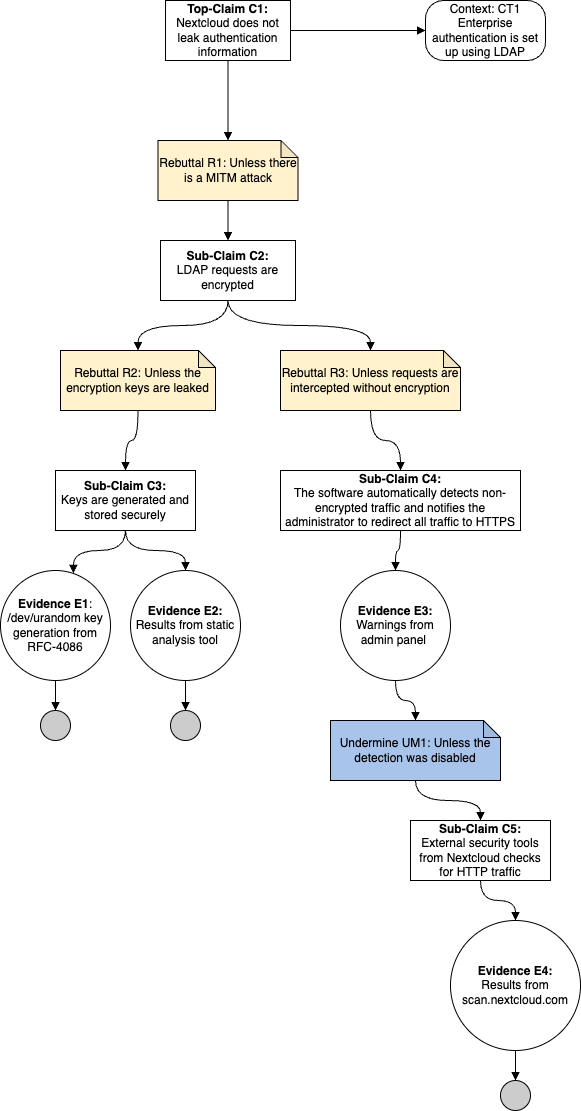 Top-Claim C1:
Nextcloud does not
leak authentication
information
Context: CT1
Enterprise
authentication is set
up using LDAP
Rebuttal R1: Unless there
is a MITM attack
Sub-Claim C2:
LDAP requests are
encrypted
Rebuttal R2: Unless the
encryption keys are leaked
Rebuttal R3: Unless requests are
intercepted without encryption
Sub-Claim C3:
Keys are generated and
stored securely
Sub-Claim C4:
The software automatically detects non-
encrypted traffic and notifies the
administrator to redirect all traffic to HTTPS
Evidence E1:
/dev/urandom key
generation from
RFC-4086
Evidence E2:
Results from static
analysis tool
Evidence E3:
Warnings from
admin panel
Undermine UM1: Unless the
detection was disabled
Sub-Claim C5:
External security tools
from Nextcloud checks
for HTTP traffic
Evidence E4:
Results from
scan.nextcloud.com